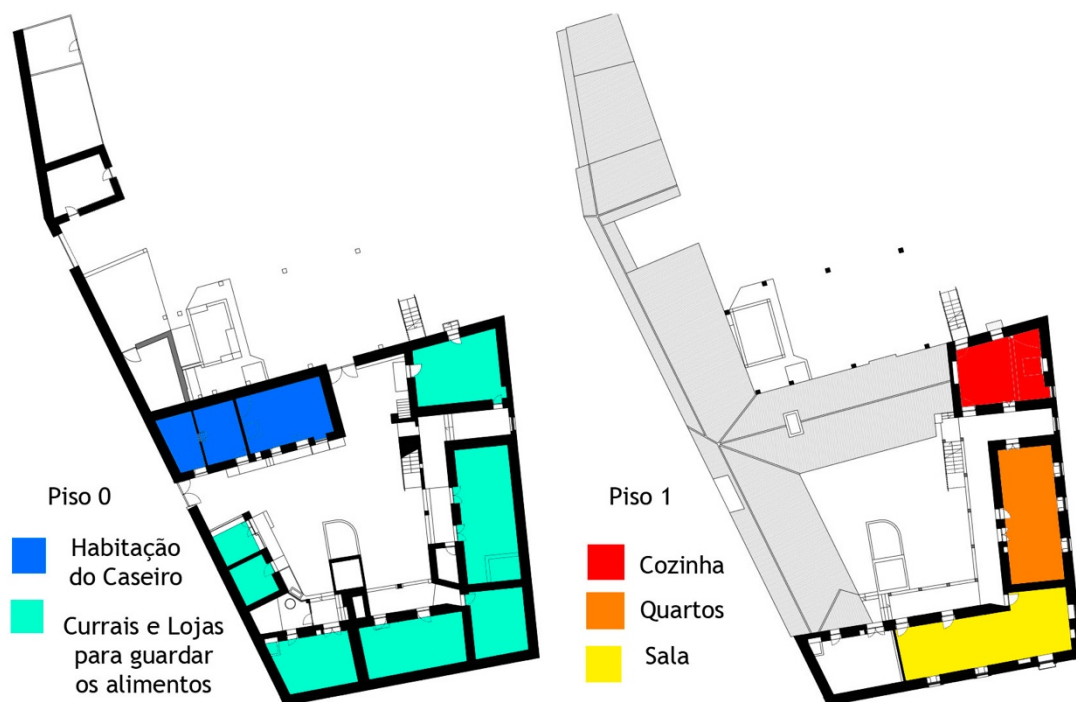 Piso 0
Habitação
do Caseiro
Currais e Lojas
para guardar
os alimentos
Piso 1
Cozinha
Quartos
Sala